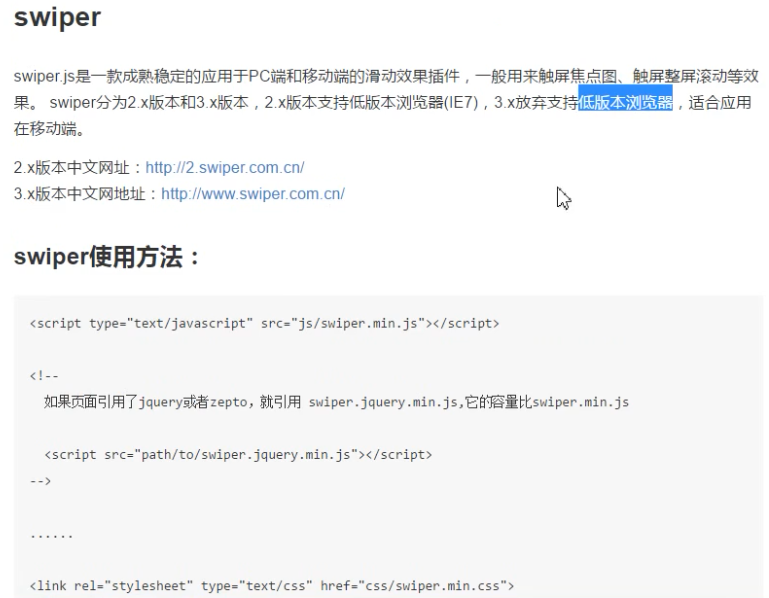 swiper
swiper.js是一款成熟稳定的应用于PC端和移动端的滑动效果插件，一般用来触屏焦点图、触屏整屏滚动等效
果。 swiper分为2.x版本和3.x版本，2.x版本支持低版本浏览器(IE7)，3.x放弃支持低版本浏览器，适合应用
在移动端。
2.x版本中文网址：http://2.swiper.com.cn/
3.x版本中文网地址：http://www.swiper.com.cn/
swiper使用方法：
<script type="text/javascript" src="js/swiper.min.js"></script>
<!--
如果页面引用了jquery或者zepto，就引用 swiper.jquery.min.js,它的容量比swiper.min.js
<script src="path/to/swiper.jquery.min.js"></script>
-->
......
<link rel="stylesheet" type="text/css" href="css/swiper.min.css">